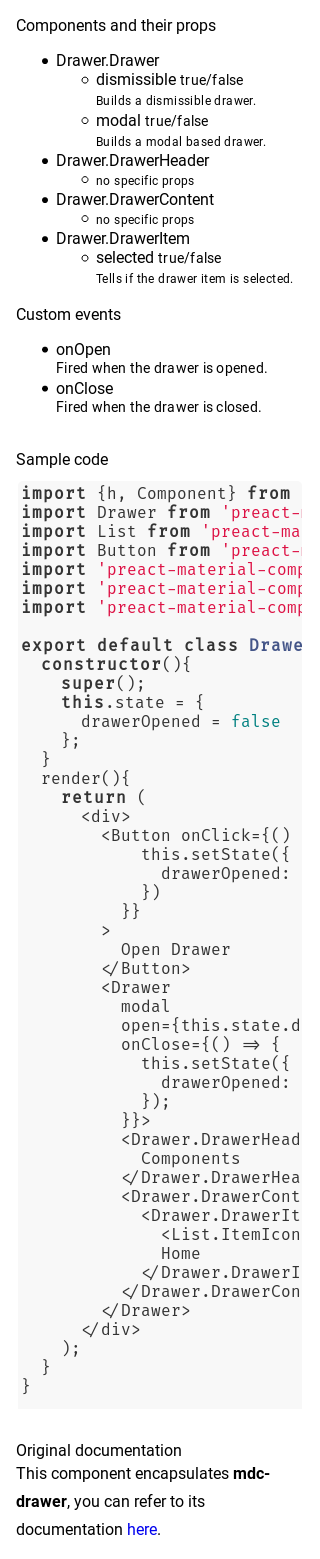 Components and their props
Drawer.Drawer
dismissible true/false
Builds a dismissible drawer.
modal true/false
Builds a modal based drawer.
Drawer.DrawerHeader
no specific props
Drawer.DrawerContent
no specific props
Drawer.DrawerItem
selected true/false
Tells if the drawer item is selected.
Custom events
onOpen
Fired when the drawer is opened.
onClose
Fired when the drawer is closed.
Sample code
import {h, Component} from
import Drawer from 'preact-m
import List from 'preact-ma
import Button from 'preact-m
import 'preact-material-comp
import 'preact-material-comp
import 'preact-material-comp
export default class Drawe
  constructor(){
    super();
    this.state = {
      drawerOpened = false
    };
  }
  render(){
    return (
      <div>
        <Button onClick={()
            this.setState({
              drawerOpened:
            })
          }}
        >
          Open Drawer
        </Button>
        <Drawer
          modal
          open={this.state.d
          onClose={() => {
            this.setState({
              drawerOpened:
            });
          }}>
          <Drawer.DrawerHead
            Components
          </Drawer.DrawerHea
          <Drawer.DrawerCont
            <Drawer.DrawerIt
              <List.ItemIcon
              Home
            </Drawer.DrawerI
          </Drawer.DrawerCon
        </Drawer>
      </div>
    );
  }
}
Original documentation
This component encapsulates mdc-
drawer, you can refer to its
documentation here.